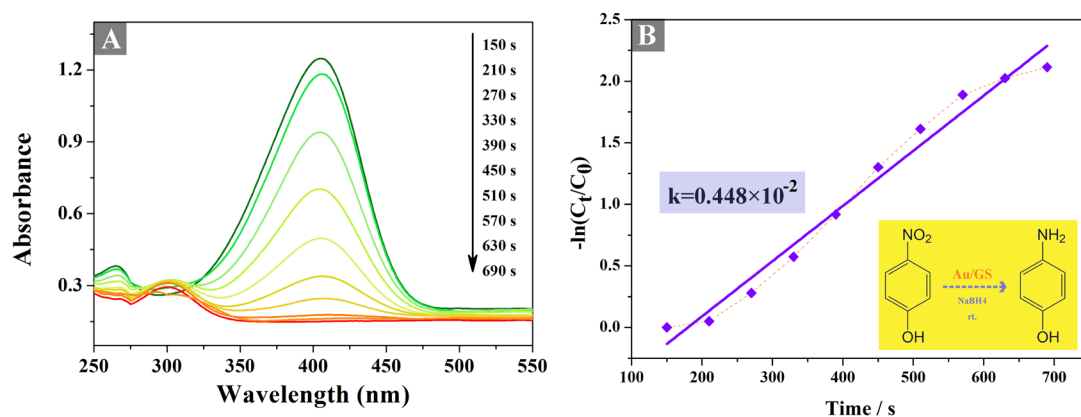 A
150 s
210 s
270 s
330 s
390 s
450 s
510 s
570 s
630 s
690 s
1.2
0.9
0.6
0.3
Absorbance
250 300 350 400 450 500 550
Wavelength (nm)
B
2.5
2.0
1.5
1.0
0.5
0.0
-ln(Ct/C0)
k=0.448×10-2
NO2
OH
Au/GS
NaBH4
rt.
NH2
OH
100 200 300 400 500 600 700 800
Time / s